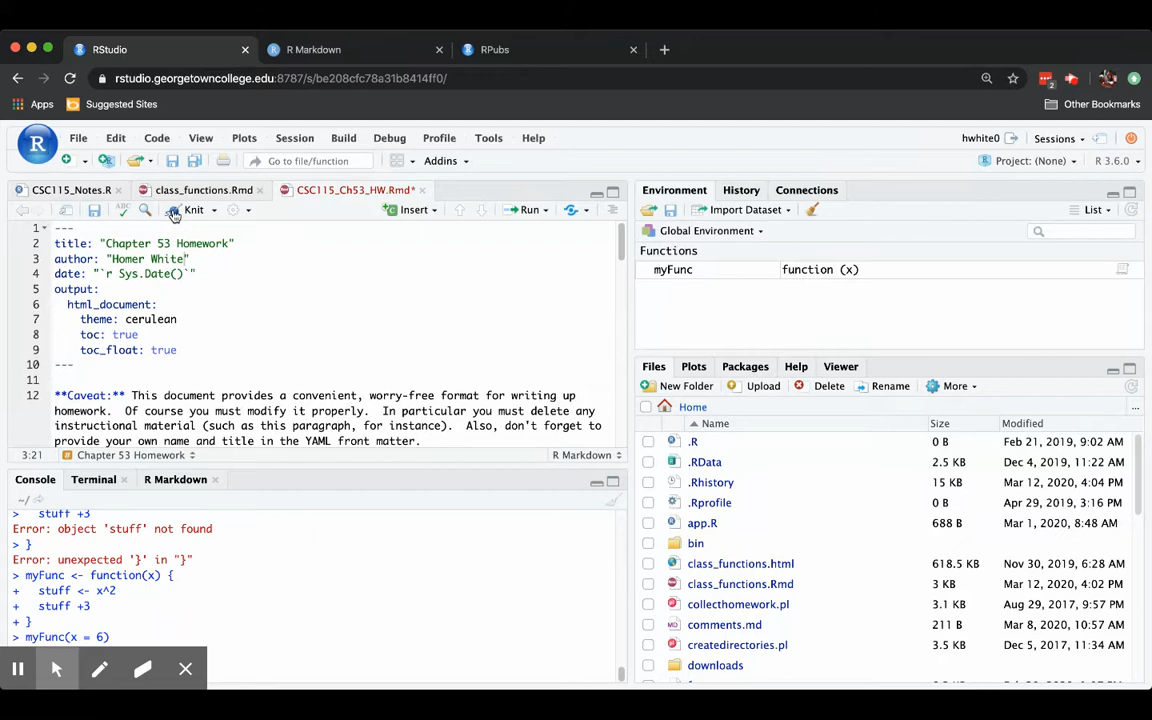 RStudio
R Markdown
RPubs
rstudio.georgetowncollege.edu:8787/s/be208cfc78a31b8414ff0/
2
Apps
Suggested Sites
Other Bookmarks
R
File Edit Code View Plots Session Build Debug Profile Tools Help
hwhite0 Sessions
Go to file/function Addins
Project: (None) R 3.6.0
CSC115_Notes.R class_functions.Rmd CSC115_Ch53_HW.Rmd*
Knit Insert Run
1 ---
2 title: "Chapter 53 Homework"
3 author: "Homer White"
4 date: "`r Sys.Date()`"
5 output:
6 html_document:
7 theme: cerulean
8 toc: true
9 toc_float: true
10 ---
11
12 **Caveat:** This document provides a convenient, worry-free format for writing up
homework. Of course you must modify it properly. In particular you must delete any
instructional material (such as this paragraph, for instance). Also, don't forget to
provide your own name and title in the YAML front matter.
3:21 Chapter 53 Homework R Markdown
Console Terminal R Markdown
~/
> stuff +3
Error: object 'stuff' not found
> }
Error: unexpected '}' in "}"
> myFunc <- function(x) {
+ stuff <- x^2
+ stuff +3
+ }
> myFunc(x = 6)
Environment History Connections
Import Dataset List
Global Environment
Functions
myFunc function (x)
Files Plots Packages Help Viewer
New Folder Upload Delete Rename More
Home ...
Name Size Modified
.R 0 B Feb 21, 2019, 9:02 AM
.RData 2.5 KB Dec 4, 2019, 11:22 AM
.Rhistory 15 KB Mar 12, 2020, 4:04 PM
.Rprofile 0 B Apr 29, 2019, 3:16 PM
app.R 688 B Mar 1, 2020, 8:48 AM
bin
class_functions.html 618.5 KB Nov 30, 2019, 6:28 AM
class_functions.Rmd 3 KB Mar 12, 2020, 4:02 PM
collecthomework.pl 3.1 KB Aug 29, 2017, 9:57 PM
comments.md 211 B Mar 8, 2020, 10:45 AM
createdirectories.pl 3.5 KB Dec 5, 2017, 11:22 AM
downloads